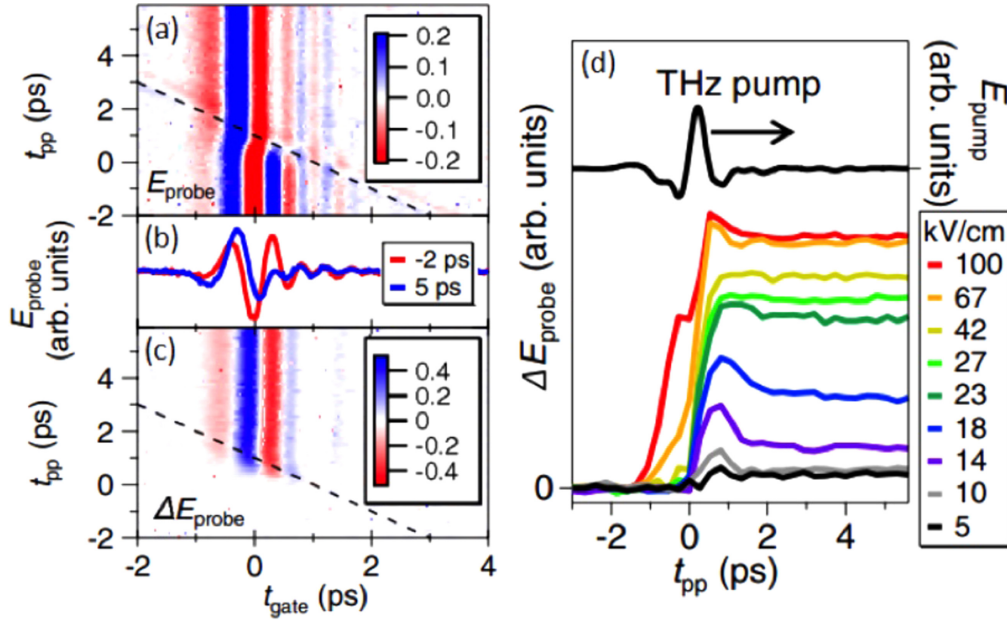 (a)
0.2
0.1
0.0
-0.1
-0.2
4
2
0
-2
t_pp (ps)
E_probe
(b)
E_probe
(arb. units)
-2 ps
5 ps
(c)
0.4
0.2
0
-0.2
-0.4
4
2
0
-2
t_pp (ps)
ΔE_probe
-2 0 2 4
t_gate (ps)
(d)
THz pump
E_pump
(arb. units)
ΔE_probe (arb. units)
0
-2 0 2 4
t_pp (ps)
kV/cm
100
67
42
27
23
18
14
10
5